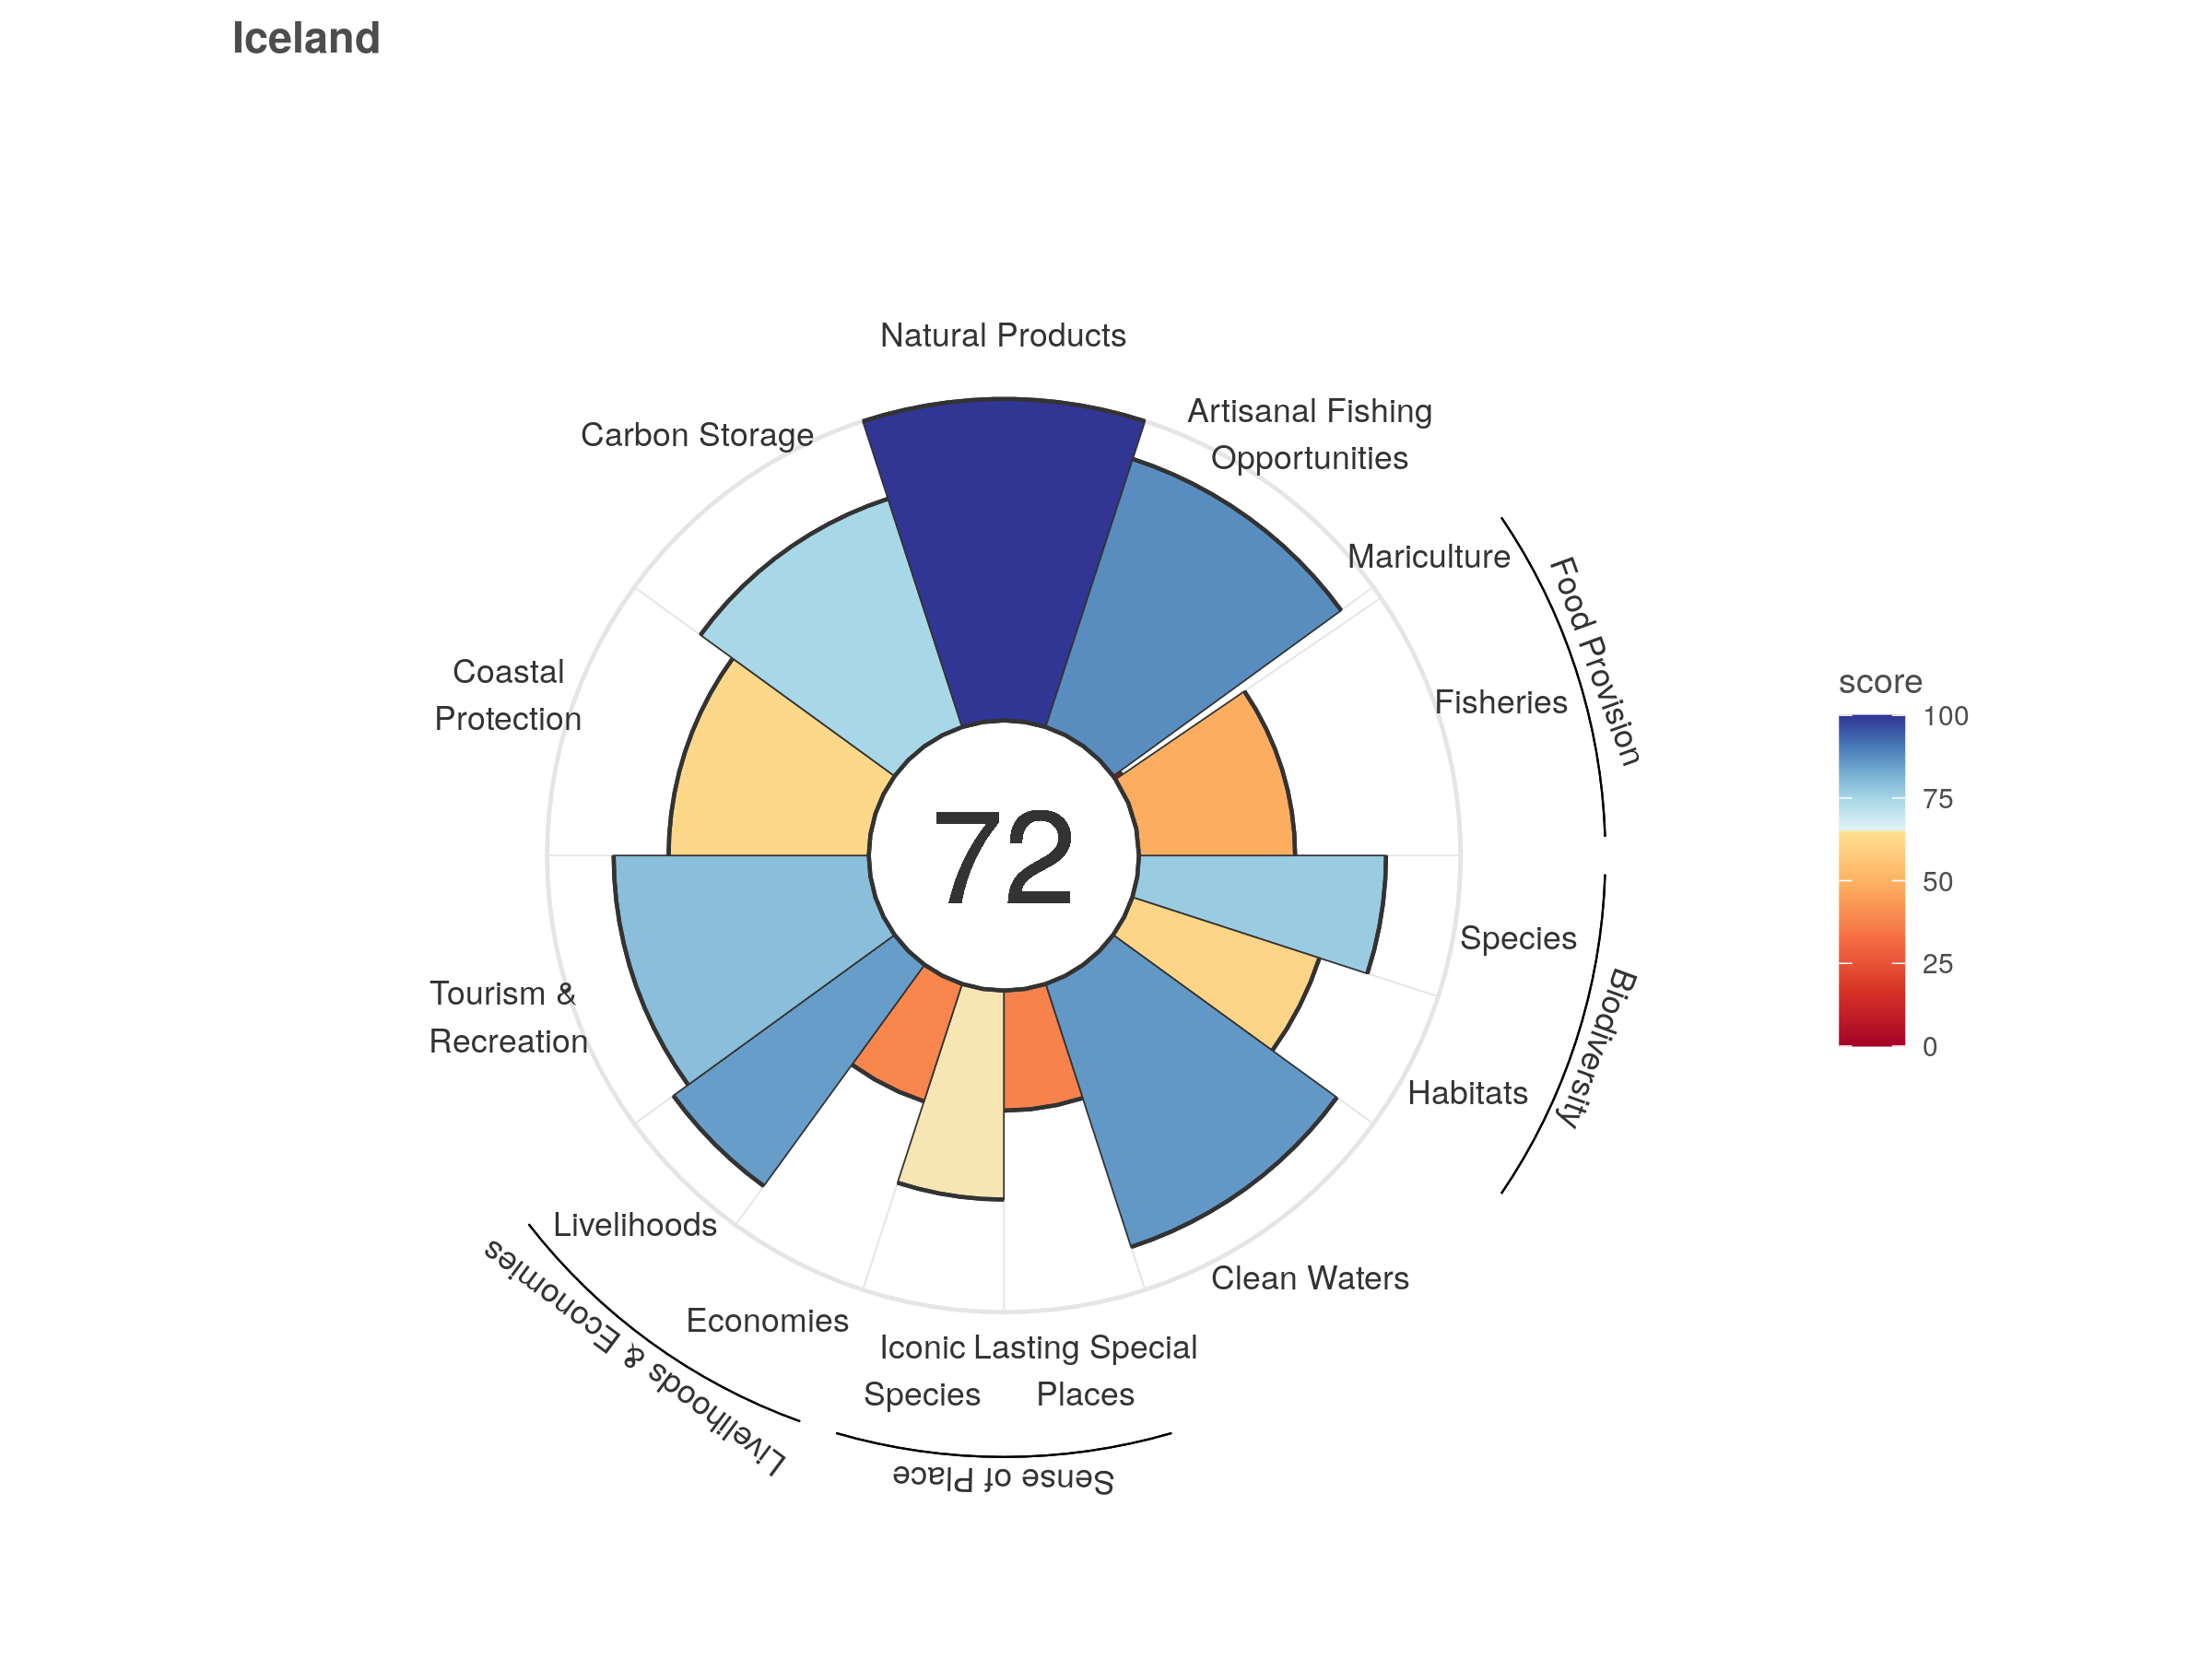 Iceland
Natural Products
Artisanal Fishing
Opportunities
Carbon Storage
Mariculture
Food Provision
Fisheries
Coastal
Protection
72
Species
Biodiversity
Habitats
Tourism &
Recreation
Livelihoods
Livelihoods & Economies
Clean Waters
Economies
Iconic
Species
Lasting Special
Places
Sense of Place
score
100
75
50
25
0